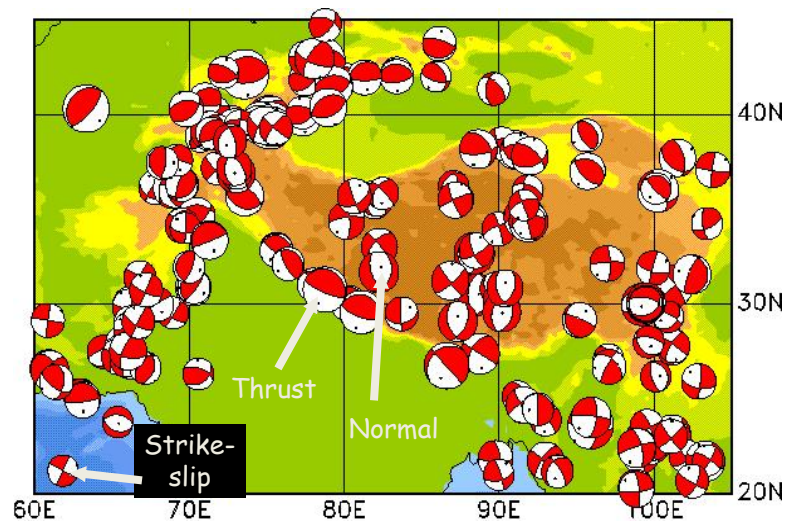 40N
Thrust
Normal
30N
Strike-
slip
20N
60E
70E
80E
90E
100E